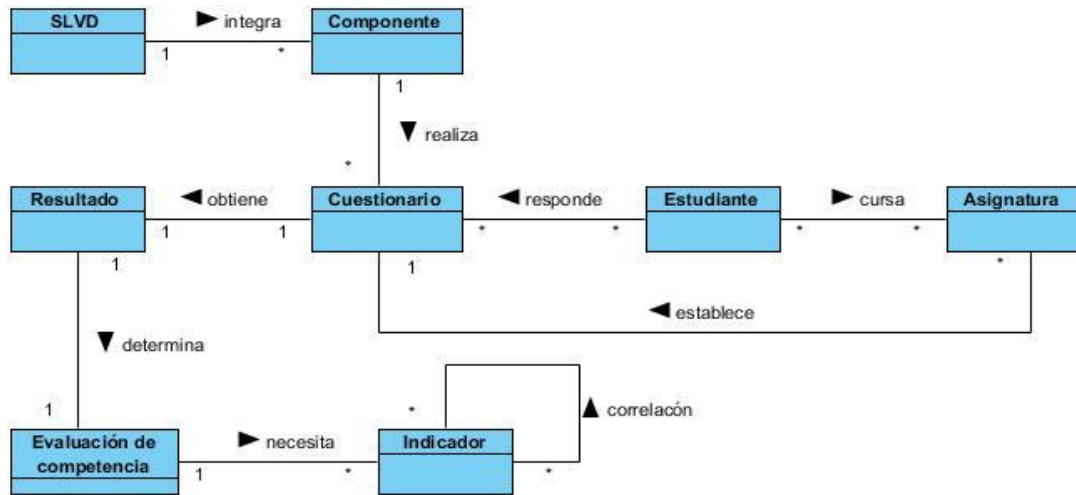 SLVD
integra
Componente
1
*
1
realiza
*
Resultado
obtiene
Cuestionario
responde
Estudiante
cursa
Asignatura
1
1
*
*
*
*
1
1
*
establece
determina
1
*
correlacón
Evaluación de
competencia
necesita
Indicador
1
*
*